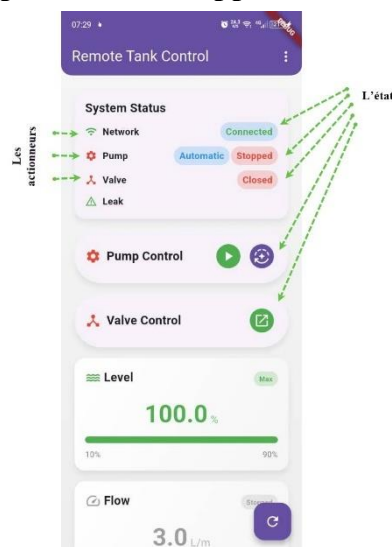 07:29
Remote Tank Control
System Status
Network Connected
Pump Automatic Stopped
Valve Closed
Leak
Les
actionneurs
L'état
Pump Control
Valve Control
Level Max
100.0 %
10% 90%
Flow Stopped
3.0 L/m